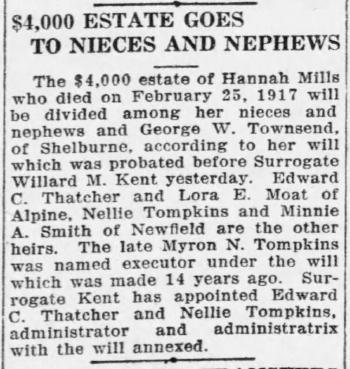 $4,000 ESTATE GOES
TO NIECES AND NEPHEWS
The $4,000 estate of Hannah Mills
who died on February 25, 1917 will
be divided among her nieces and
nephews and George W. Townsend,
of Shelburne, according to her will
which was probated before Surrogate
Willard M. Kent yesterday. Edward
C. Thatcher and Lora E. Moat of
Alpine, Nellie Tompkins and Minnie
A. Smith of Newfield are the other
heirs. The late Myron N. Tompkins
was named executor under the will
which was made 14 years ago. Sur-
rogate Kent has appointed Edward
C. Thatcher and Nellie Tompkins,
administrator and administratrix
with the will annexed.